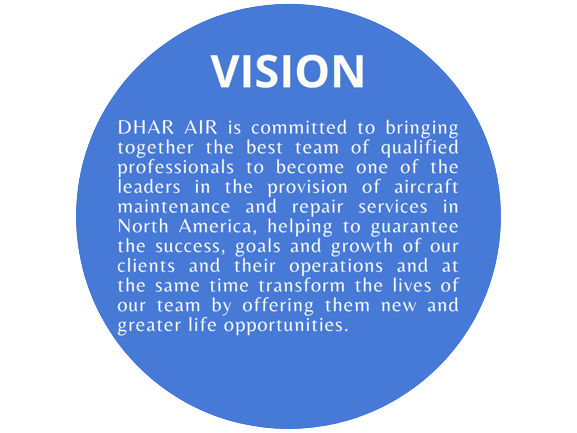 VISION
DHAR AIR is committed to bringing
together the best team of qualified
professionals to become one of the
leaders in the provision of aircraft
maintenance and repair services in
North America, helping to guarantee
the success, goals and growth of our
clients and their operations and at
the same time transform the lives of
our team by offering them new and
greater life opportunities.